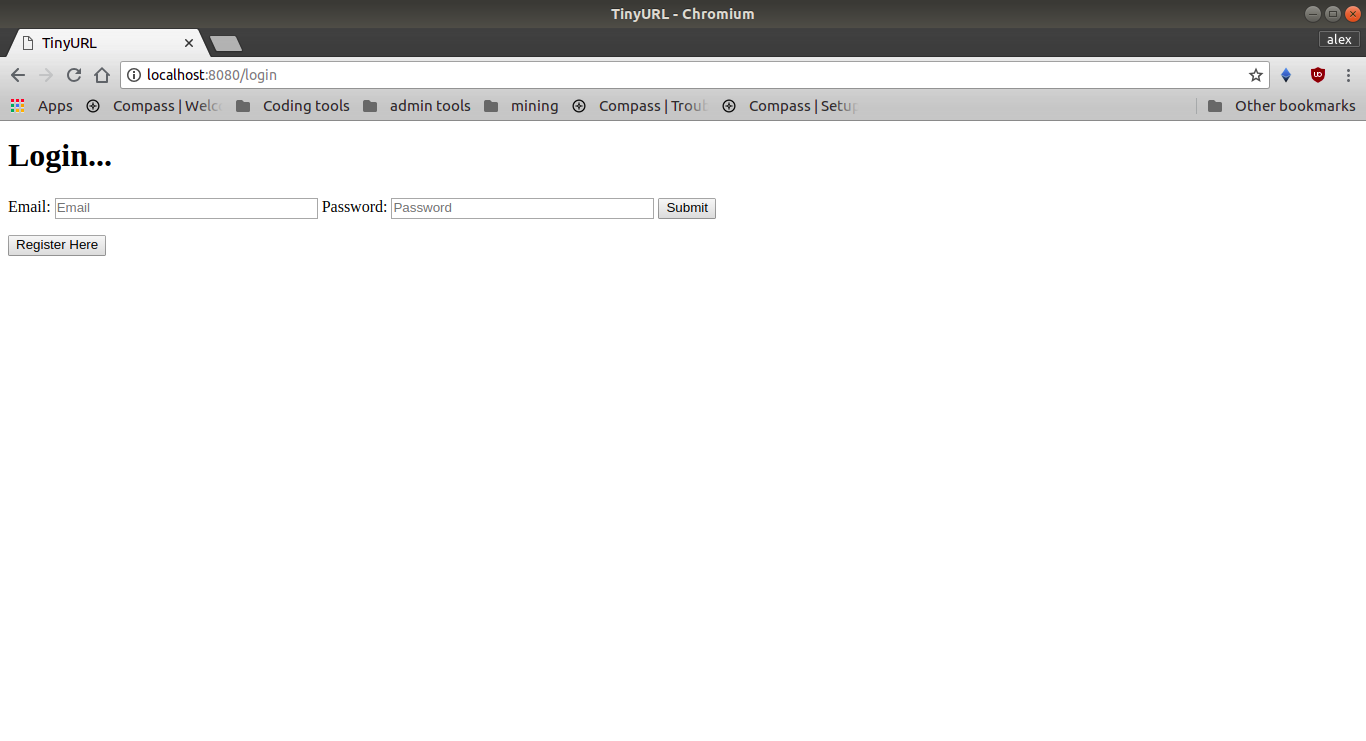 TinyURL - Chromium
TinyURL
alex
localhost:8080/login
Apps Compass | Welc Coding tools admin tools mining Compass | Trou Compass | Setup Other bookmarks
Login...
Email: Email Password: Password Submit
Register Here